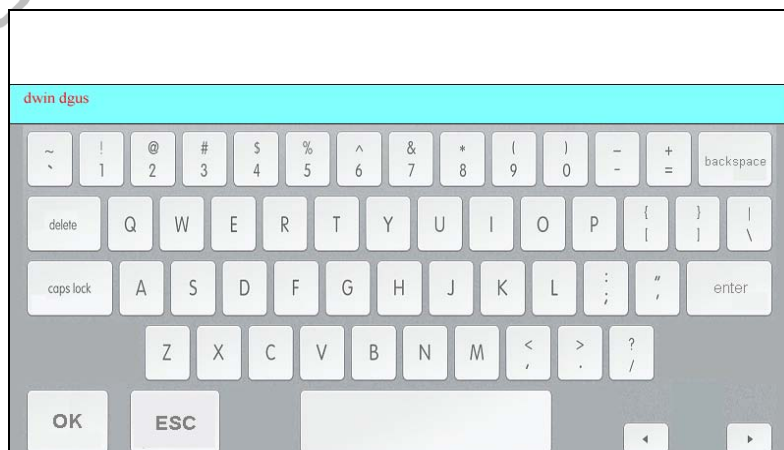 dwin dgus
~ ! @ # $ % ^ & * ( ) – +
` 1 2 3 4 5 6 7 8 9 0 - = backspace
delete Q W E R T Y U I O P { [ } ] | \
caps lock A S D F G H J K L : ; " ' enter
Z X C V B N M < , > . ? /
OK ESC